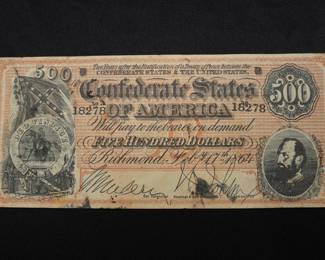 Two Years after the Ratification of a Treaty of Peace between the
CONFEDERATE STATES & THE UNITED STATES,
500 Confederate States 500
18278 OF AMERICA 18278
Will pay to the bearer on demand
FIVE HUNDRED DOLLARS
Richmond, Feby 17th 1864